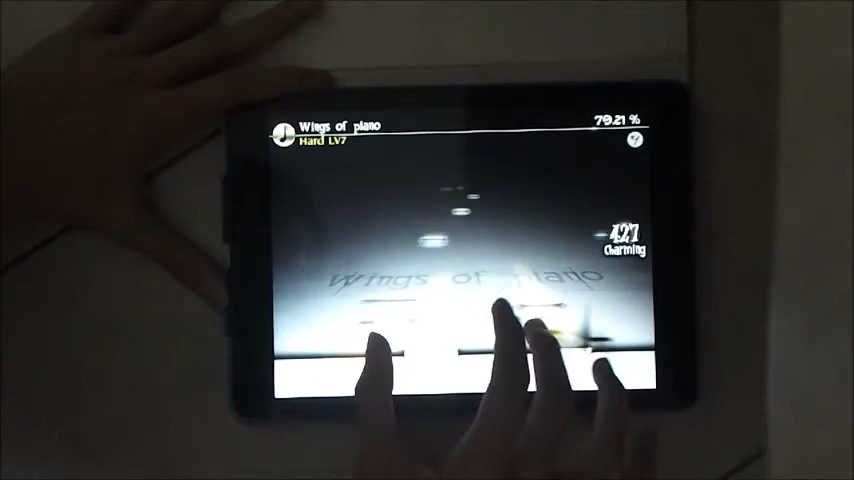 Wings of piano
79.21 %
Hard LV7
427
Charming
Wings of piano